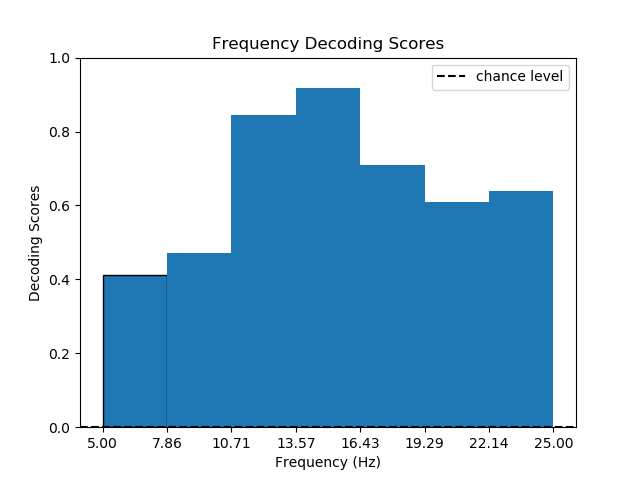 Frequency Decoding Scores
chance level
Decoding Scores
1.0
0.8
0.6
0.4
0.2
0.0
5.00 7.86 10.71 13.57 16.43 19.29 22.14 25.00
Frequency (Hz)